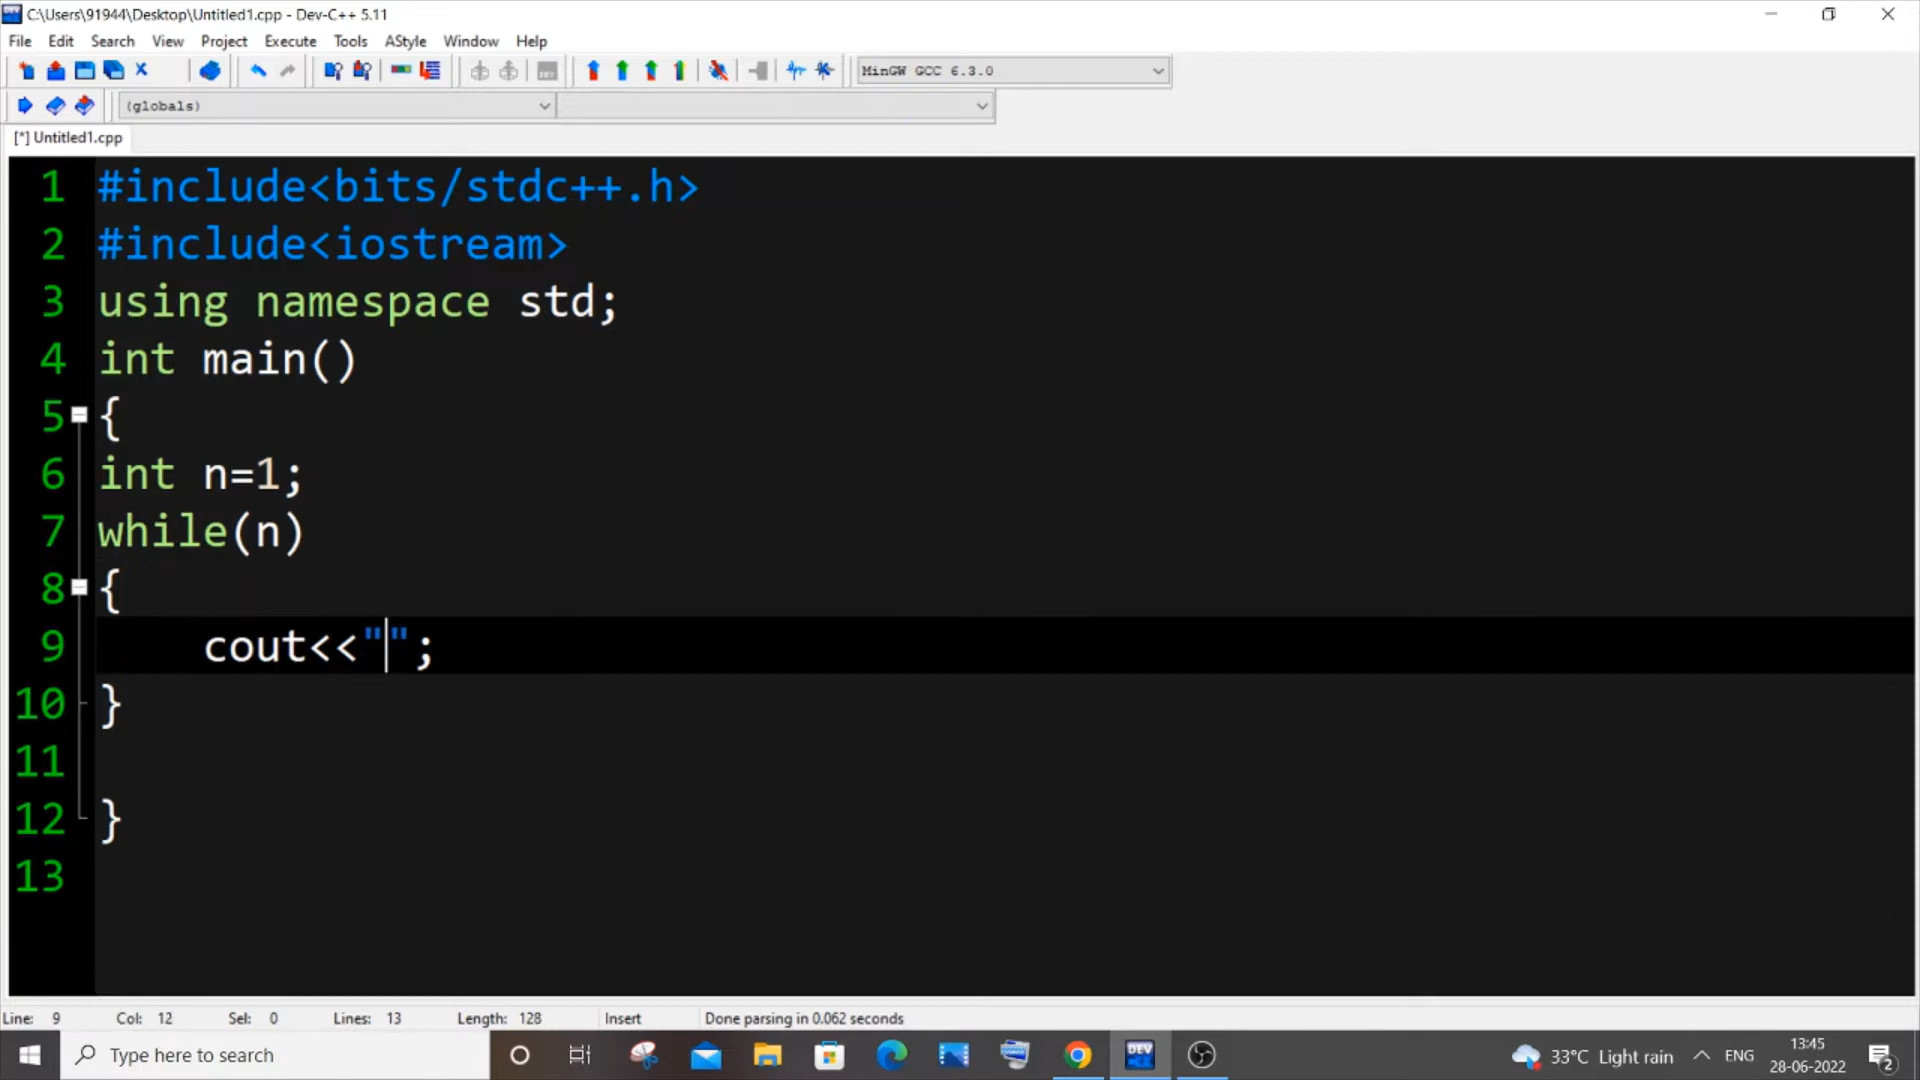 C:\Users\91944\Desktop\Untitled1.cpp - Dev-C++ 5.11
File Edit Search View Project Execute Tools AStyle Window Help
MinGW GCC 6.3.0
(globals)
[*] Untitled1.cpp
1 #include<bits/stdc++.h>
2 #include<iostream>
3 using namespace std;
4 int main()
5 {
6 int n=1;
7 while(n)
8 {
9 cout<<"";
10 }
11
12 }
13
Line: 9 Col: 12 Sel: 0 Lines: 13 Length: 128 Insert Done parsing in 0.062 seconds
Type here to search
DEV
33°C Light rain
ENG
13:45
28-06-2022
2